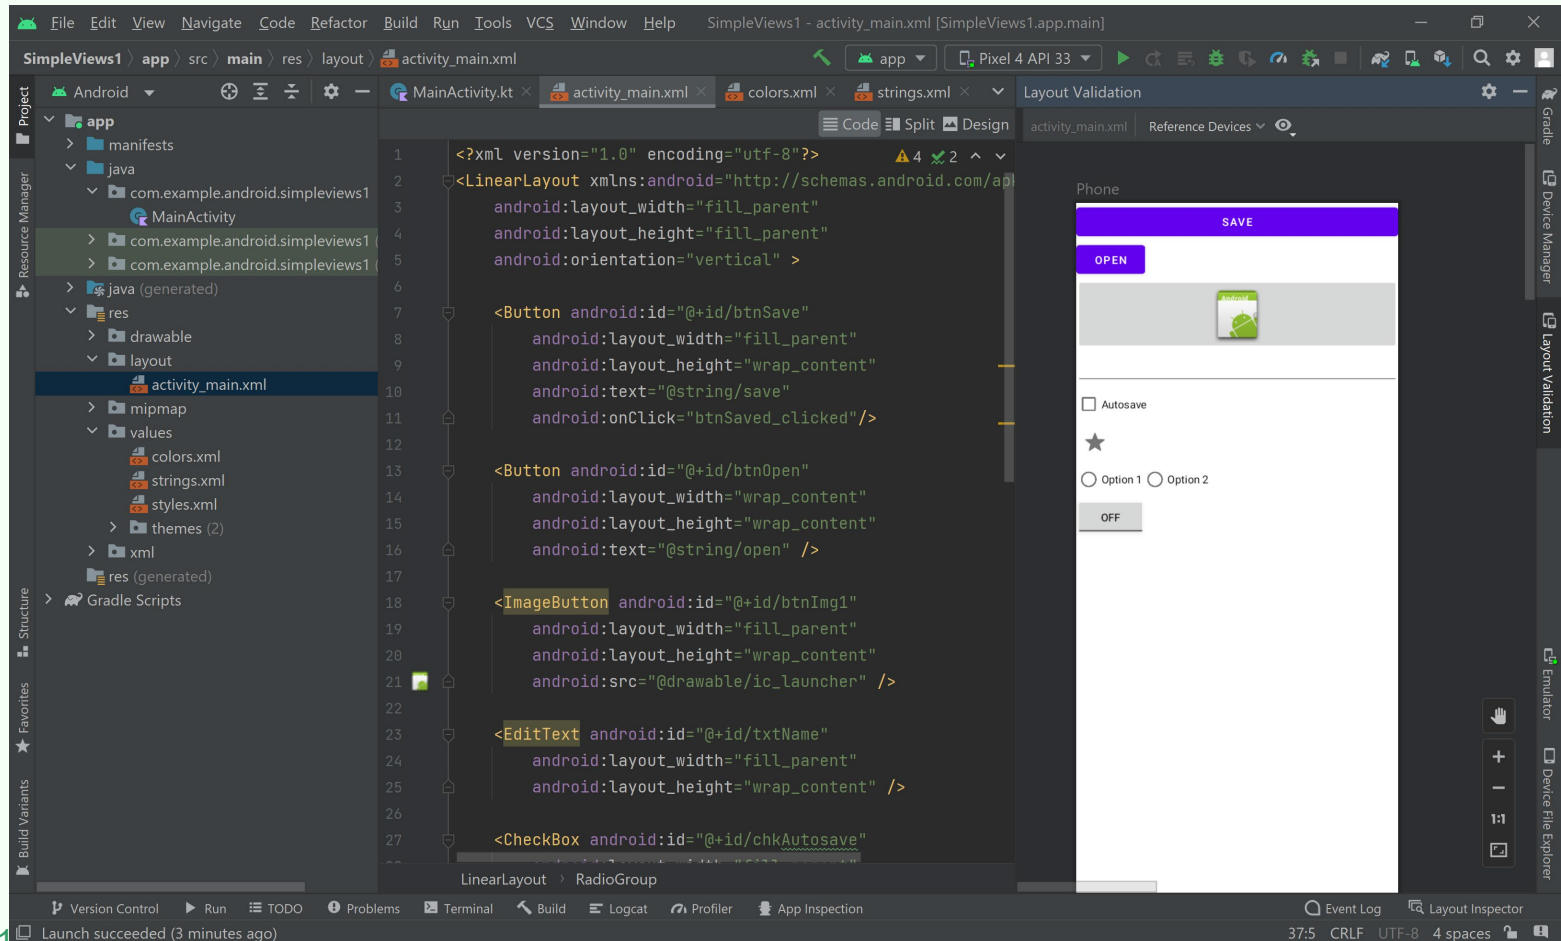 File Edit View Navigate Code Refactor Build Run Tools VCS Window Help SimpleViews1 - activity_main.xml [SimpleViews1.app.main]
SimpleViews1 app src main res layout activity_main.xml app Pixel 4 API 33
Project
Resource Manager
Structure
Favorites
Build Variants
Android
app
manifests
java
com.example.android.simpleviews1
MainActivity
com.example.android.simpleviews1 (
com.example.android.simpleviews1 (
java (generated)
res
drawable
layout
activity_main.xml
mipmap
values
colors.xml
strings.xml
styles.xml
themes (2)
xml
res (generated)
Gradle Scripts
MainActivity.kt activity_main.xml colors.xml strings.xml
Code Split Design
4 2
1 <?xml version="1.0" encoding="utf-8"?>
2 <LinearLayout xmlns:android="http://schemas.android.com/ap
3 android:layout_width="fill_parent"
4 android:layout_height="fill_parent"
5 android:orientation="vertical" >
6
7 <Button android:id="@+id/btnSave"
8 android:layout_width="fill_parent"
9 android:layout_height="wrap_content"
10 android:text="@string/save"
11 android:onClick="btnSaved_clicked"/>
12
13 <Button android:id="@+id/btnOpen"
14 android:layout_width="wrap_content"
15 android:layout_height="wrap_content"
16 android:text="@string/open" />
17
18 <ImageButton android:id="@+id/btnImg1"
19 android:layout_width="fill_parent"
20 android:layout_height="wrap_content"
21 android:src="@drawable/ic_launcher" />
22
23 <EditText android:id="@+id/txtName"
24 android:layout_width="fill_parent"
25 android:layout_height="wrap_content" />
26
27 <CheckBox android:id="@+id/chkAutosave"
LinearLayout RadioGroup
Layout Validation
activity_main.xml Reference Devices
Phone
SAVE
OPEN
Android
Autosave
Option 1 Option 2
OFF
1:1
Gradle
Device Manager
Layout Validation
Emulator
Device File Explorer
Version Control Run TODO Problems Terminal Build Logcat Profiler App Inspection Event Log Layout Inspector
Launch succeeded (3 minutes ago) 37:5 CRLF UTF-8 4 spaces